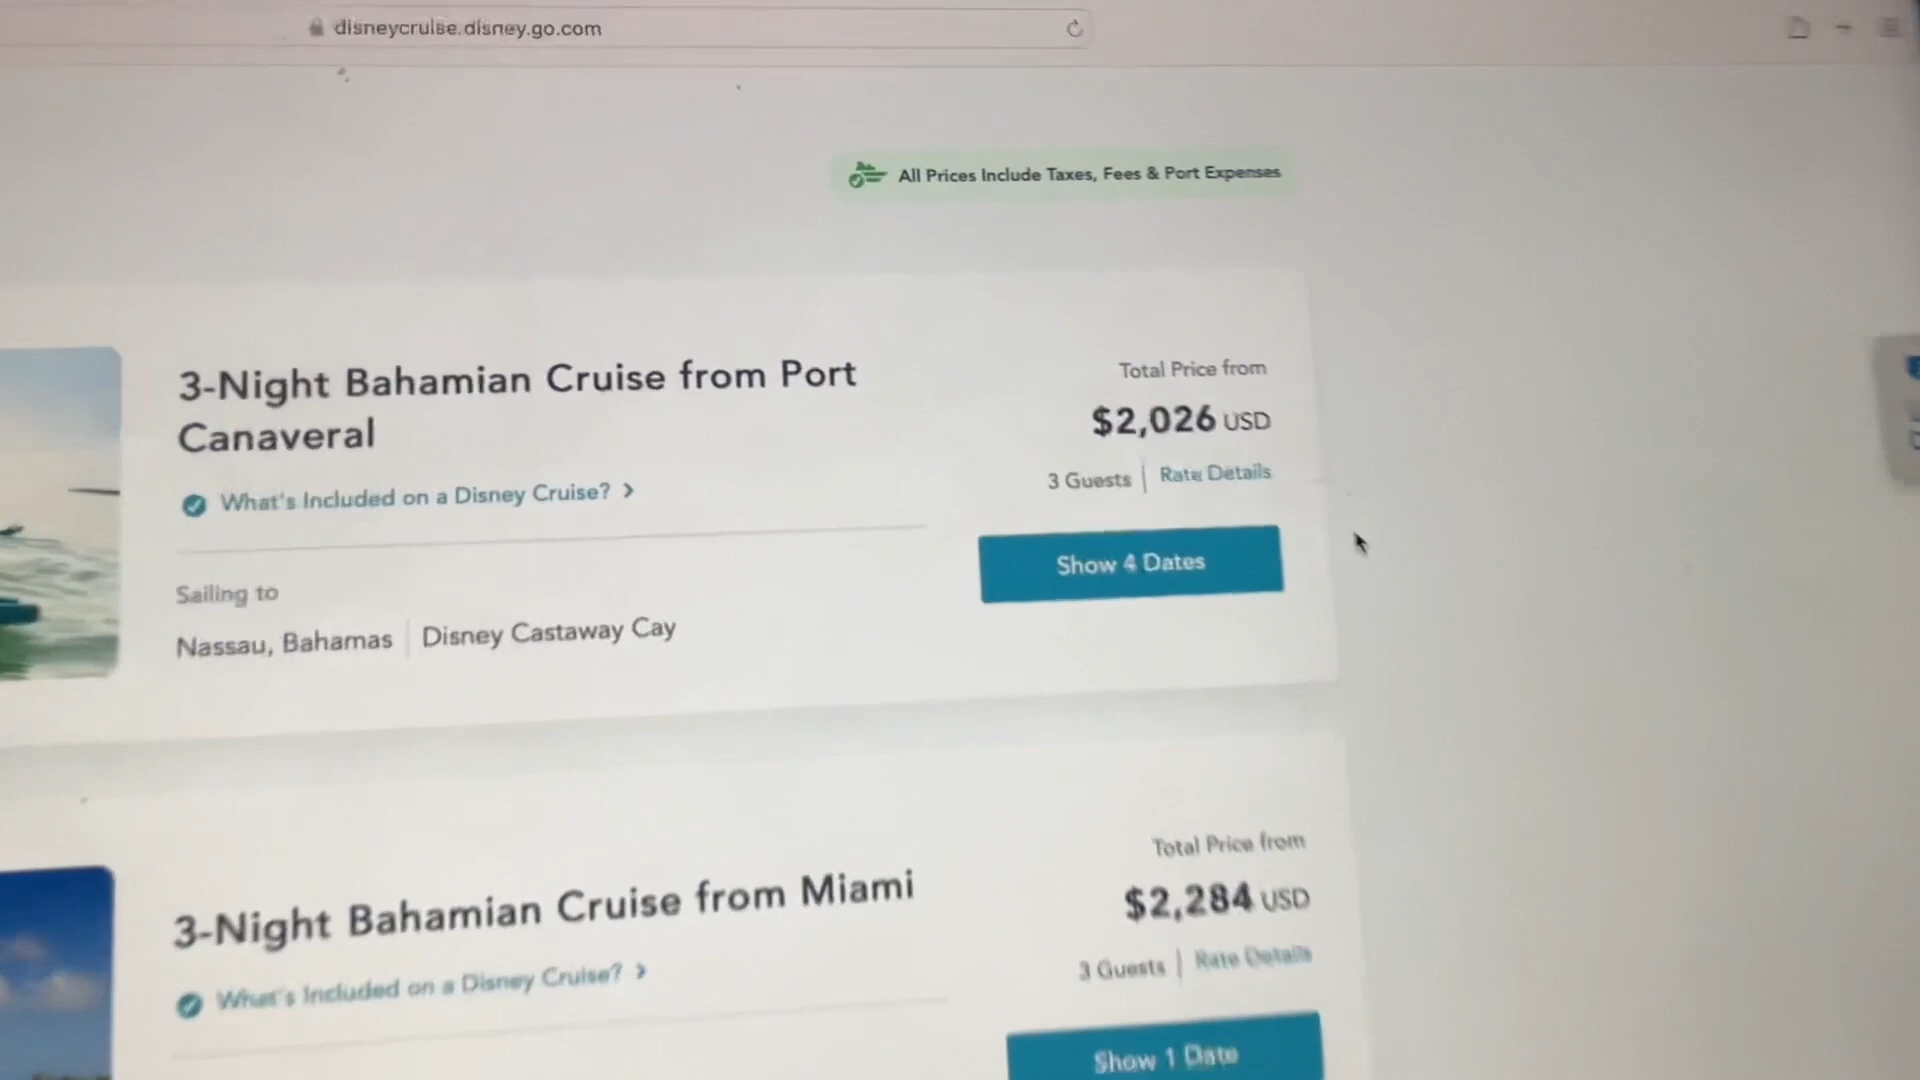 disneycruise.disney.go.com
All Prices Include Taxes, Fees & Port Expenses
3-Night Bahamian Cruise from Port
Canaveral
What's Included on a Disney Cruise?
Sailing to
Nassau, Bahamas | Disney Castaway Cay
Total Price from
$2,026 USD
3 Guests | Rate Details
Show 4 Dates
3-Night Bahamian Cruise from Miami
What's Included on a Disney Cruise?
Total Price from
$2,284 USD
3 Guests | Rate Details
Show 1 Date